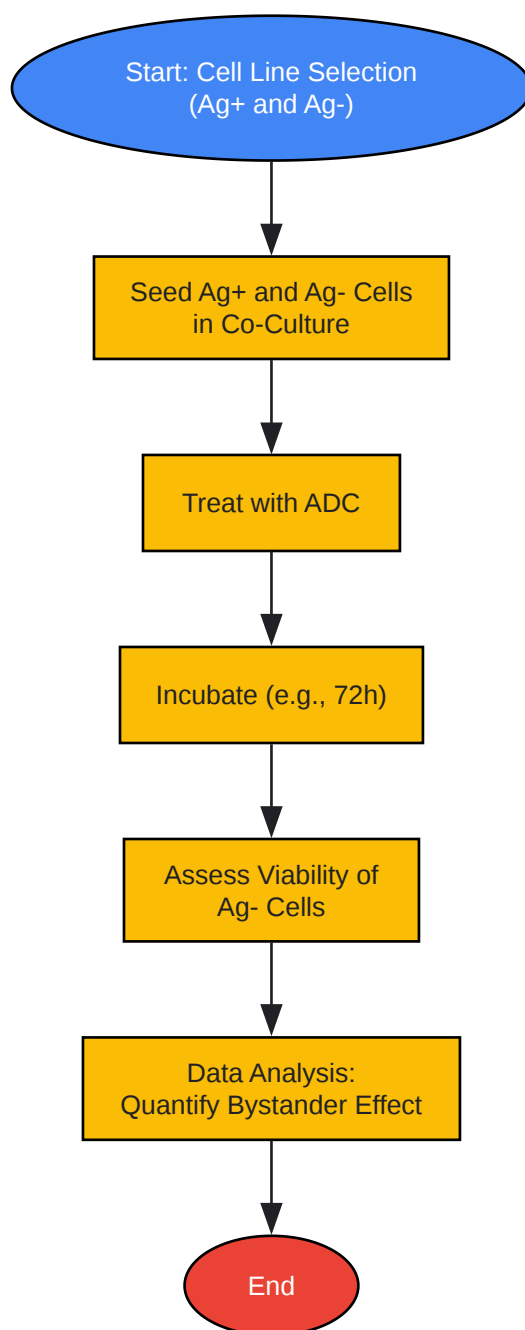 Start: Cell Line Selection
(Ag+ and Ag-)
Seed Ag+ and Ag- Cells
in Co-Culture
Treat with ADC
Incubate (e.g., 72h)
Assess Viability of
Ag- Cells
Data Analysis:
Quantify Bystander Effect
End